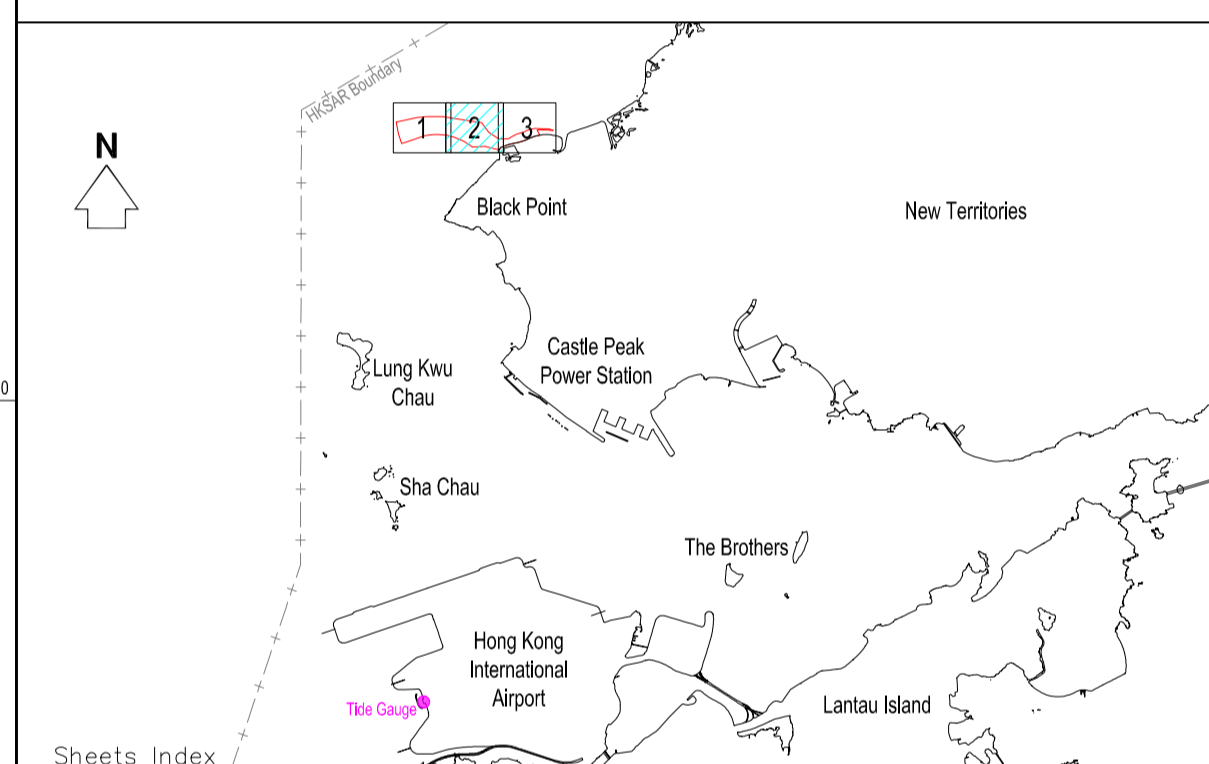 HKSAR Boundary
1 2 3
N
Black Point
New Territories
Castle Peak
Power Station
Lung Kwu
Chau
0
Sha Chau
The Brothers
Hong Kong
International
Airport
Tide Gauge
Lantau Island
Sheets Index